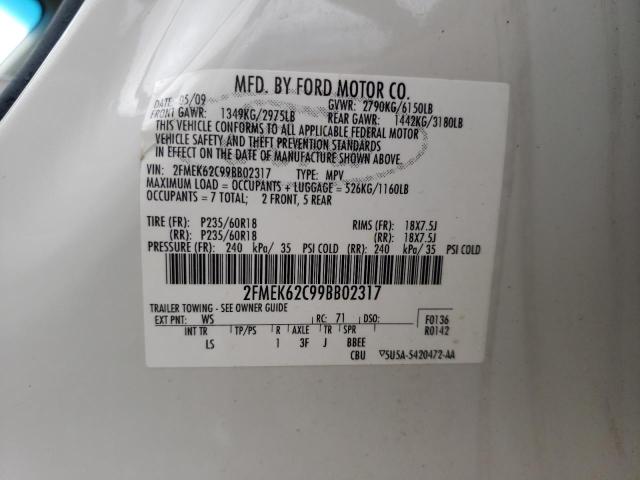 MFD. BY FORD MOTOR CO.
05/09 GVWR: 2790KG/6150LB
FRONT GAWR: 1349KG/2975LB REAR GAWR: 1442KG/3180LB
THIS VEHICLE CONFORMS TO ALL APPLICABLE FEDERAL MOTOR
VEHICLE SAFETY AND THEFT PREVENTION STANDARDS
IN EFFECT ON THE DATE OF MANUFACTURE SHOWN ABOVE.
VIN: 2FMEK62C99BB02317 TYPE: MPV
MAXIMUM LOAD = OCCUPANTS + LUGGAGE = 526KG/1160LB
OCCUPANTS = 7 TOTAL; 2 FRONT, 5 REAR
TIRE (FR): P235/60R18 RIMS (FR): 18X7.5J
(RR): P235/60R18 (RR): 18X7.5J
PRESSURE (FR): 240 kPa/ 35 PSI COLD (RR): 240 kPa/ 35 PSI COLD
2FMEK62C99BB02317
TRAILER TOWING - SEE OWNER GUIDE
EXT PNT: WS RC: 71 DSO: F0136
R0142
INT TR TP/PS R AXLE TR SPR
LS 1 3F J BBEE
CBU ▽5U5A-5420472-AA